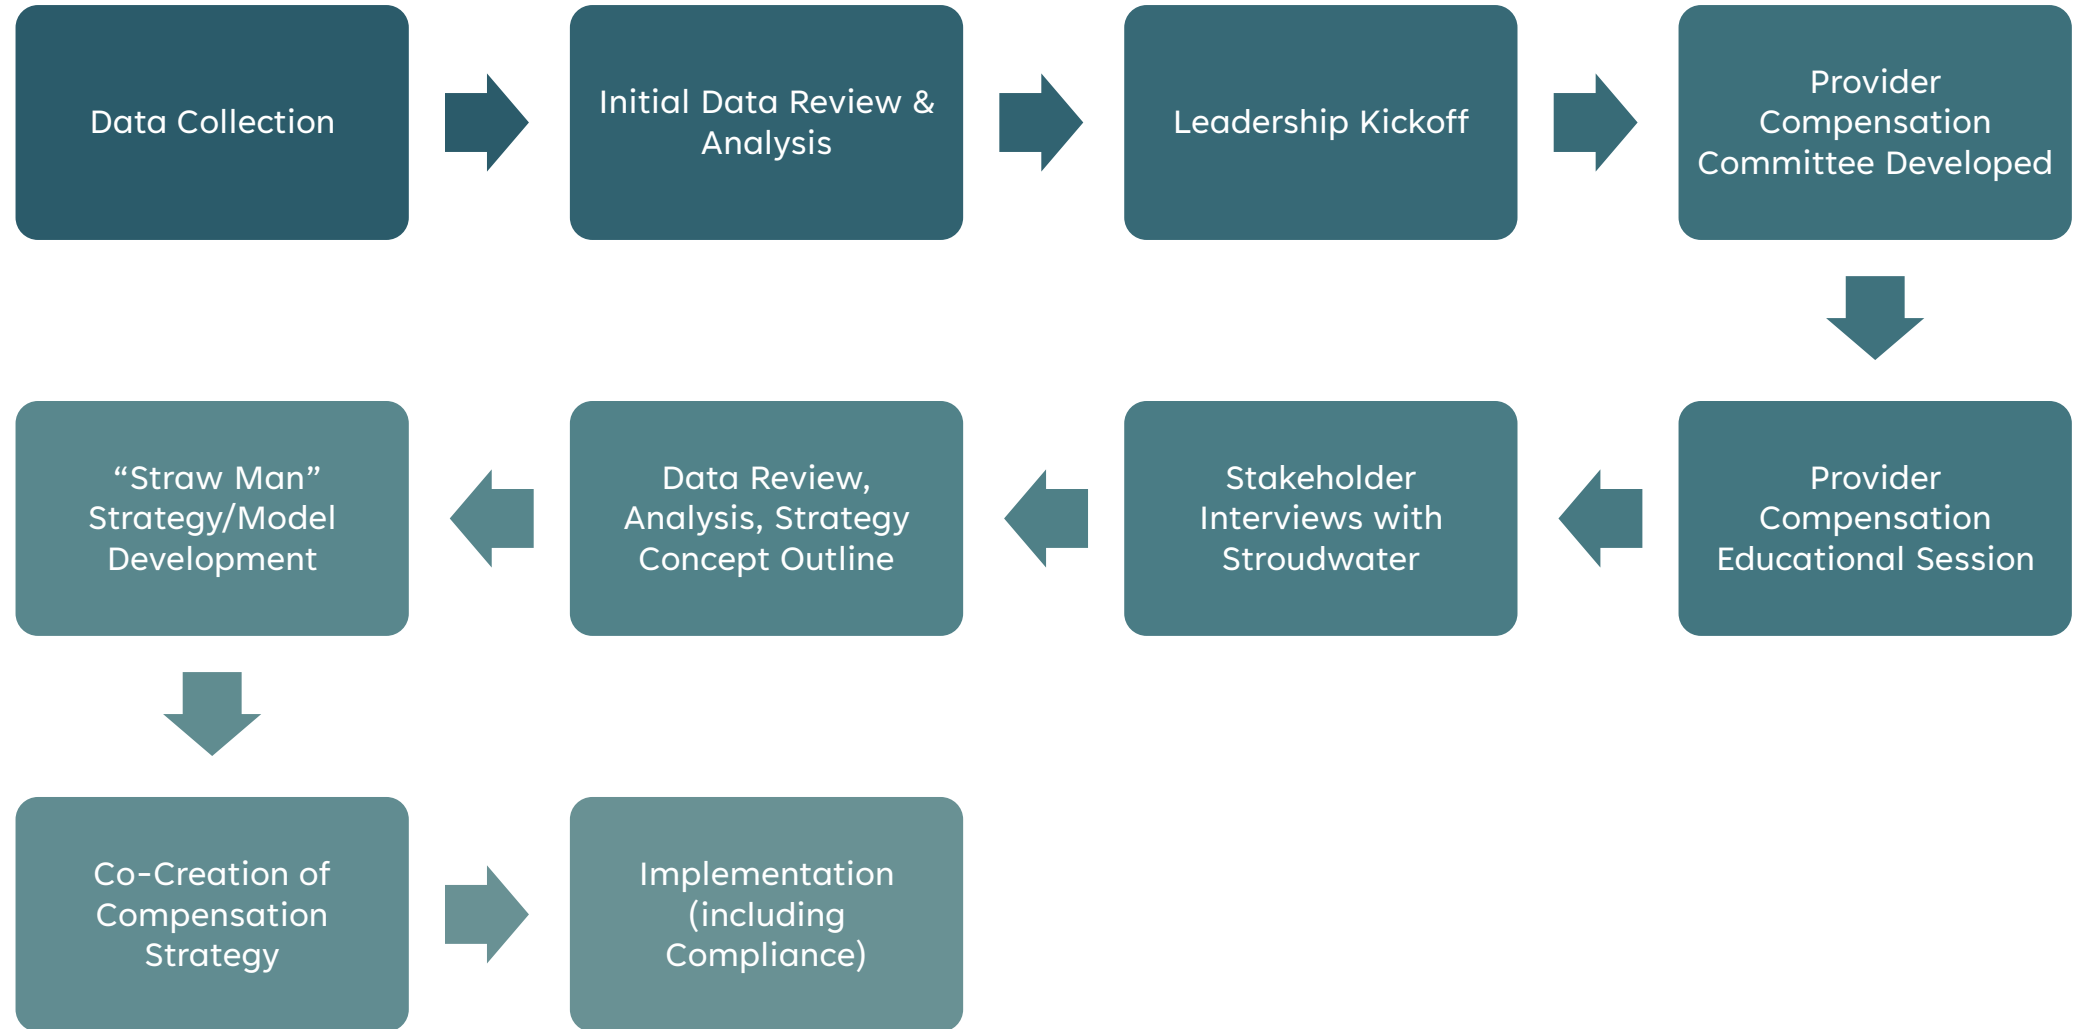 Data Collection
Initial Data Review &
Analysis
Leadership Kickoff
Provider
Compensation
Committee Developed
Provider
Compensation
Educational Session
Stakeholder
Interviews with
Stroudwater
Data Review,
Analysis, Strategy
Concept Outline
“Straw Man”
Strategy/Model
Development
Co-Creation of
Compensation
Strategy
Implementation
(including
Compliance)